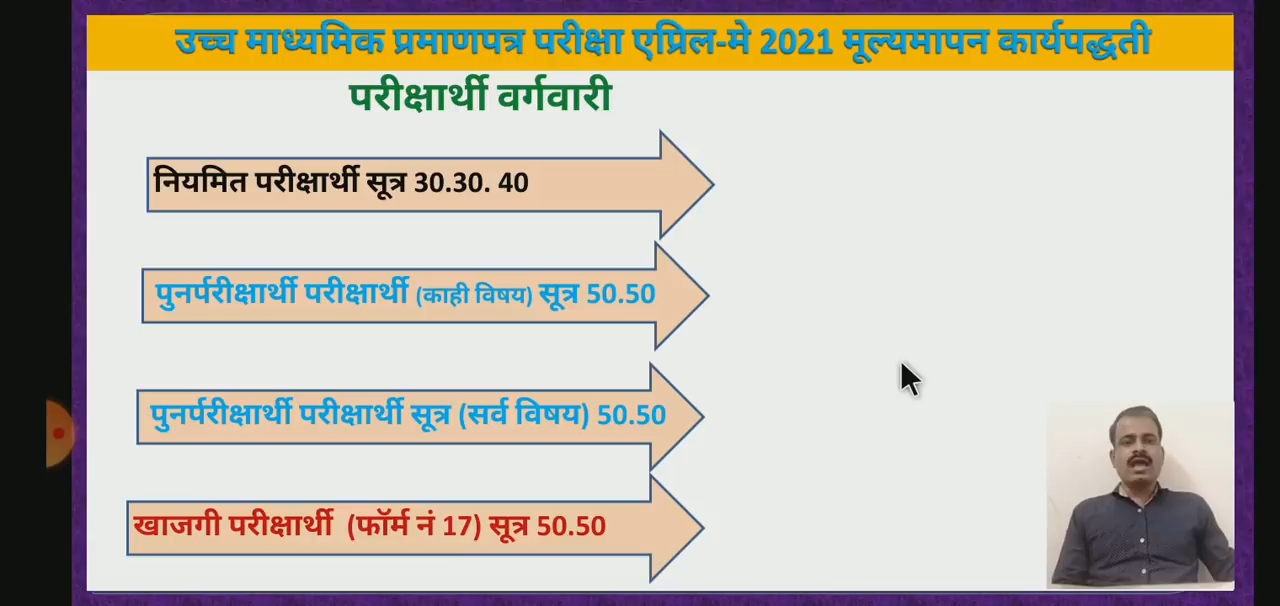 उच्च माध्यमिक प्रमाणपत्र परीक्षा एप्रिल-मे 2021 मूल्यमापन कार्यपद्धती
परीक्षार्थी वर्गवारी
नियमित परीक्षार्थी सूत्र 30.30. 40
पुनर्परीक्षार्थी परीक्षार्थी (काही विषय) सूत्र 50.50
पुनर्परीक्षार्थी परीक्षार्थी सूत्र (सर्व विषय) 50.50
खाजगी परीक्षार्थी (फॉर्म नं 17) सूत्र 50.50